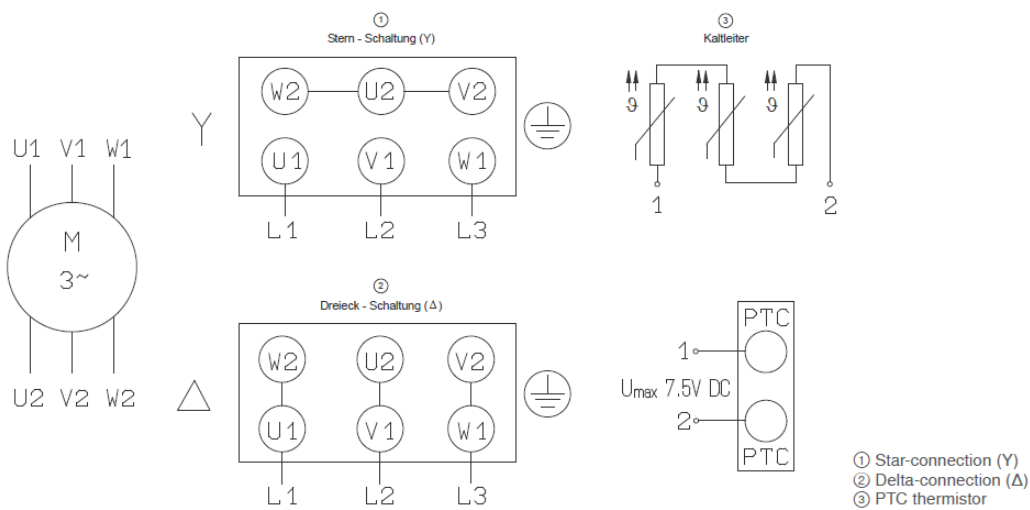 ①
Stern - Schaltung (Y)
③
Kaltleiter
W2 U2 V2
ϑ ϑ ϑ
Y
U1 V1 W1
U1 V1 W1
1 2
L1 L2 L3
M
3~
②
Dreieck - Schaltung (Δ)
PTC
W2 U2 V2
1
U2 V2 W2
Δ
Umax 7.5V DC
U1 V1 W1
2
PTC
L1 L2 L3
① Star-connection (Y)
② Delta-connection (Δ)
③ PTC thermistor